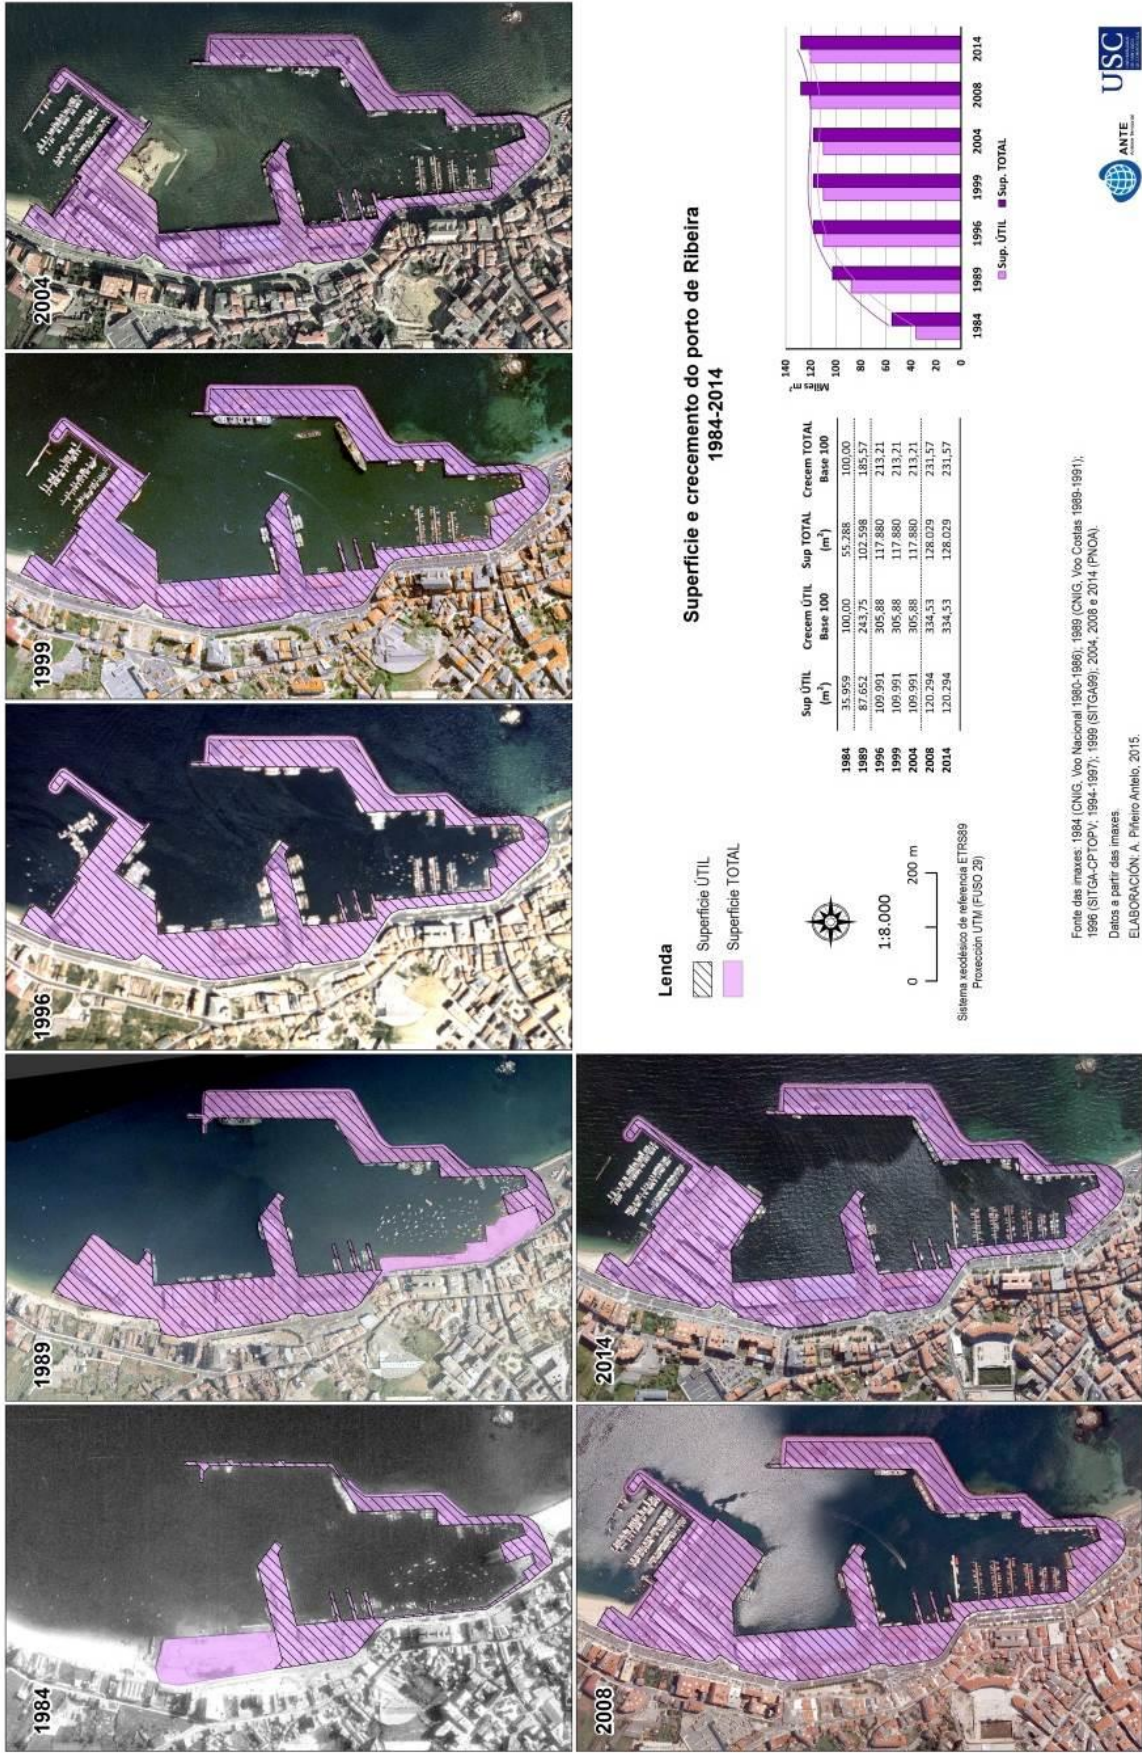 1984
1989
1996
1999
2004
2008
2014
Superficie e crecemento do porto de Ribeira
1984-2014
Lenda
Superficie ÚTIL
Superficie TOTAL
1:8.000
0 200 m
Sistema xeodésico de referencia ETRS89
Proxección UTM (FUSO 29)
Sup ÚTIL Crecem ÚTIL Sup TOTAL Crecem TOTAL
(m²) Base 100 (m²) Base 100
1984 35.959 100,00 55.288 100,00
1989 87.652 243,75 102.598 185,57
1996 109.991 305,88 117.880 213,21
1999 109.991 305,88 117.880 213,21
2004 109.991 305,88 117.880 213,21
2008 120.294 334,53 128.029 231,57
2014 120.294 334,53 128.029 231,57
Miles m²
140
120
100
80
60
40
20
0
1984 1989 1996 1999 2004 2008 2014
Sup. ÚTIL Sup. TOTAL
Fonte das imaxes: 1984 (CNIG, Voo Nacional 1980-1986); 1989 (CNIG, Voo Costas 1989-1991);
1996 (SITGA-CPTOPV; 1994-1997); 1999 (SITGA99); 2004, 2008 e 2014 (PNOA).
Datos a partir das imaxes.
ELABORACIÓN: A. Piñeiro Antelo, 2015.
ANTE
USC